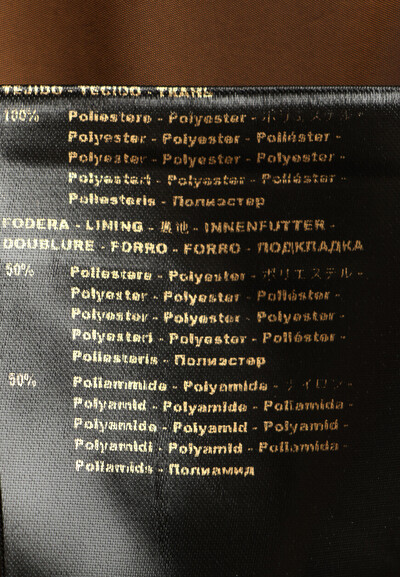 TEJIDO - TECIDO - TKANL
100% Poliestere - Polyester - ポリエステル -
Polyester - Polyester - Poliéster -
Polyester - Polyester - Polyester -
Polyesteri - Polyester - Poliéster -
Poliesteris - Полиэстер
FODERA - LINING - 裏地 - INNENFUTTER -
DOUBLURE - FORRO - FORRO - ПОДКЛАДКА
50% Poliestere - Polyester - ポリエステル -
Polyester - Polyester - Poliéster -
Polyester - Polyester - Polyester -
Polyesteri - Polyester - Poliéster -
Poliesteris - Полиэстер
50% Poliammide - Polyamide - ナイロン -
Polyamid - Polyamide - Poliamida -
Polyamide - Polyamid - Polyamid -
Polyamidi - Polyamid - Poliamida -
Poliamids - Полиамид